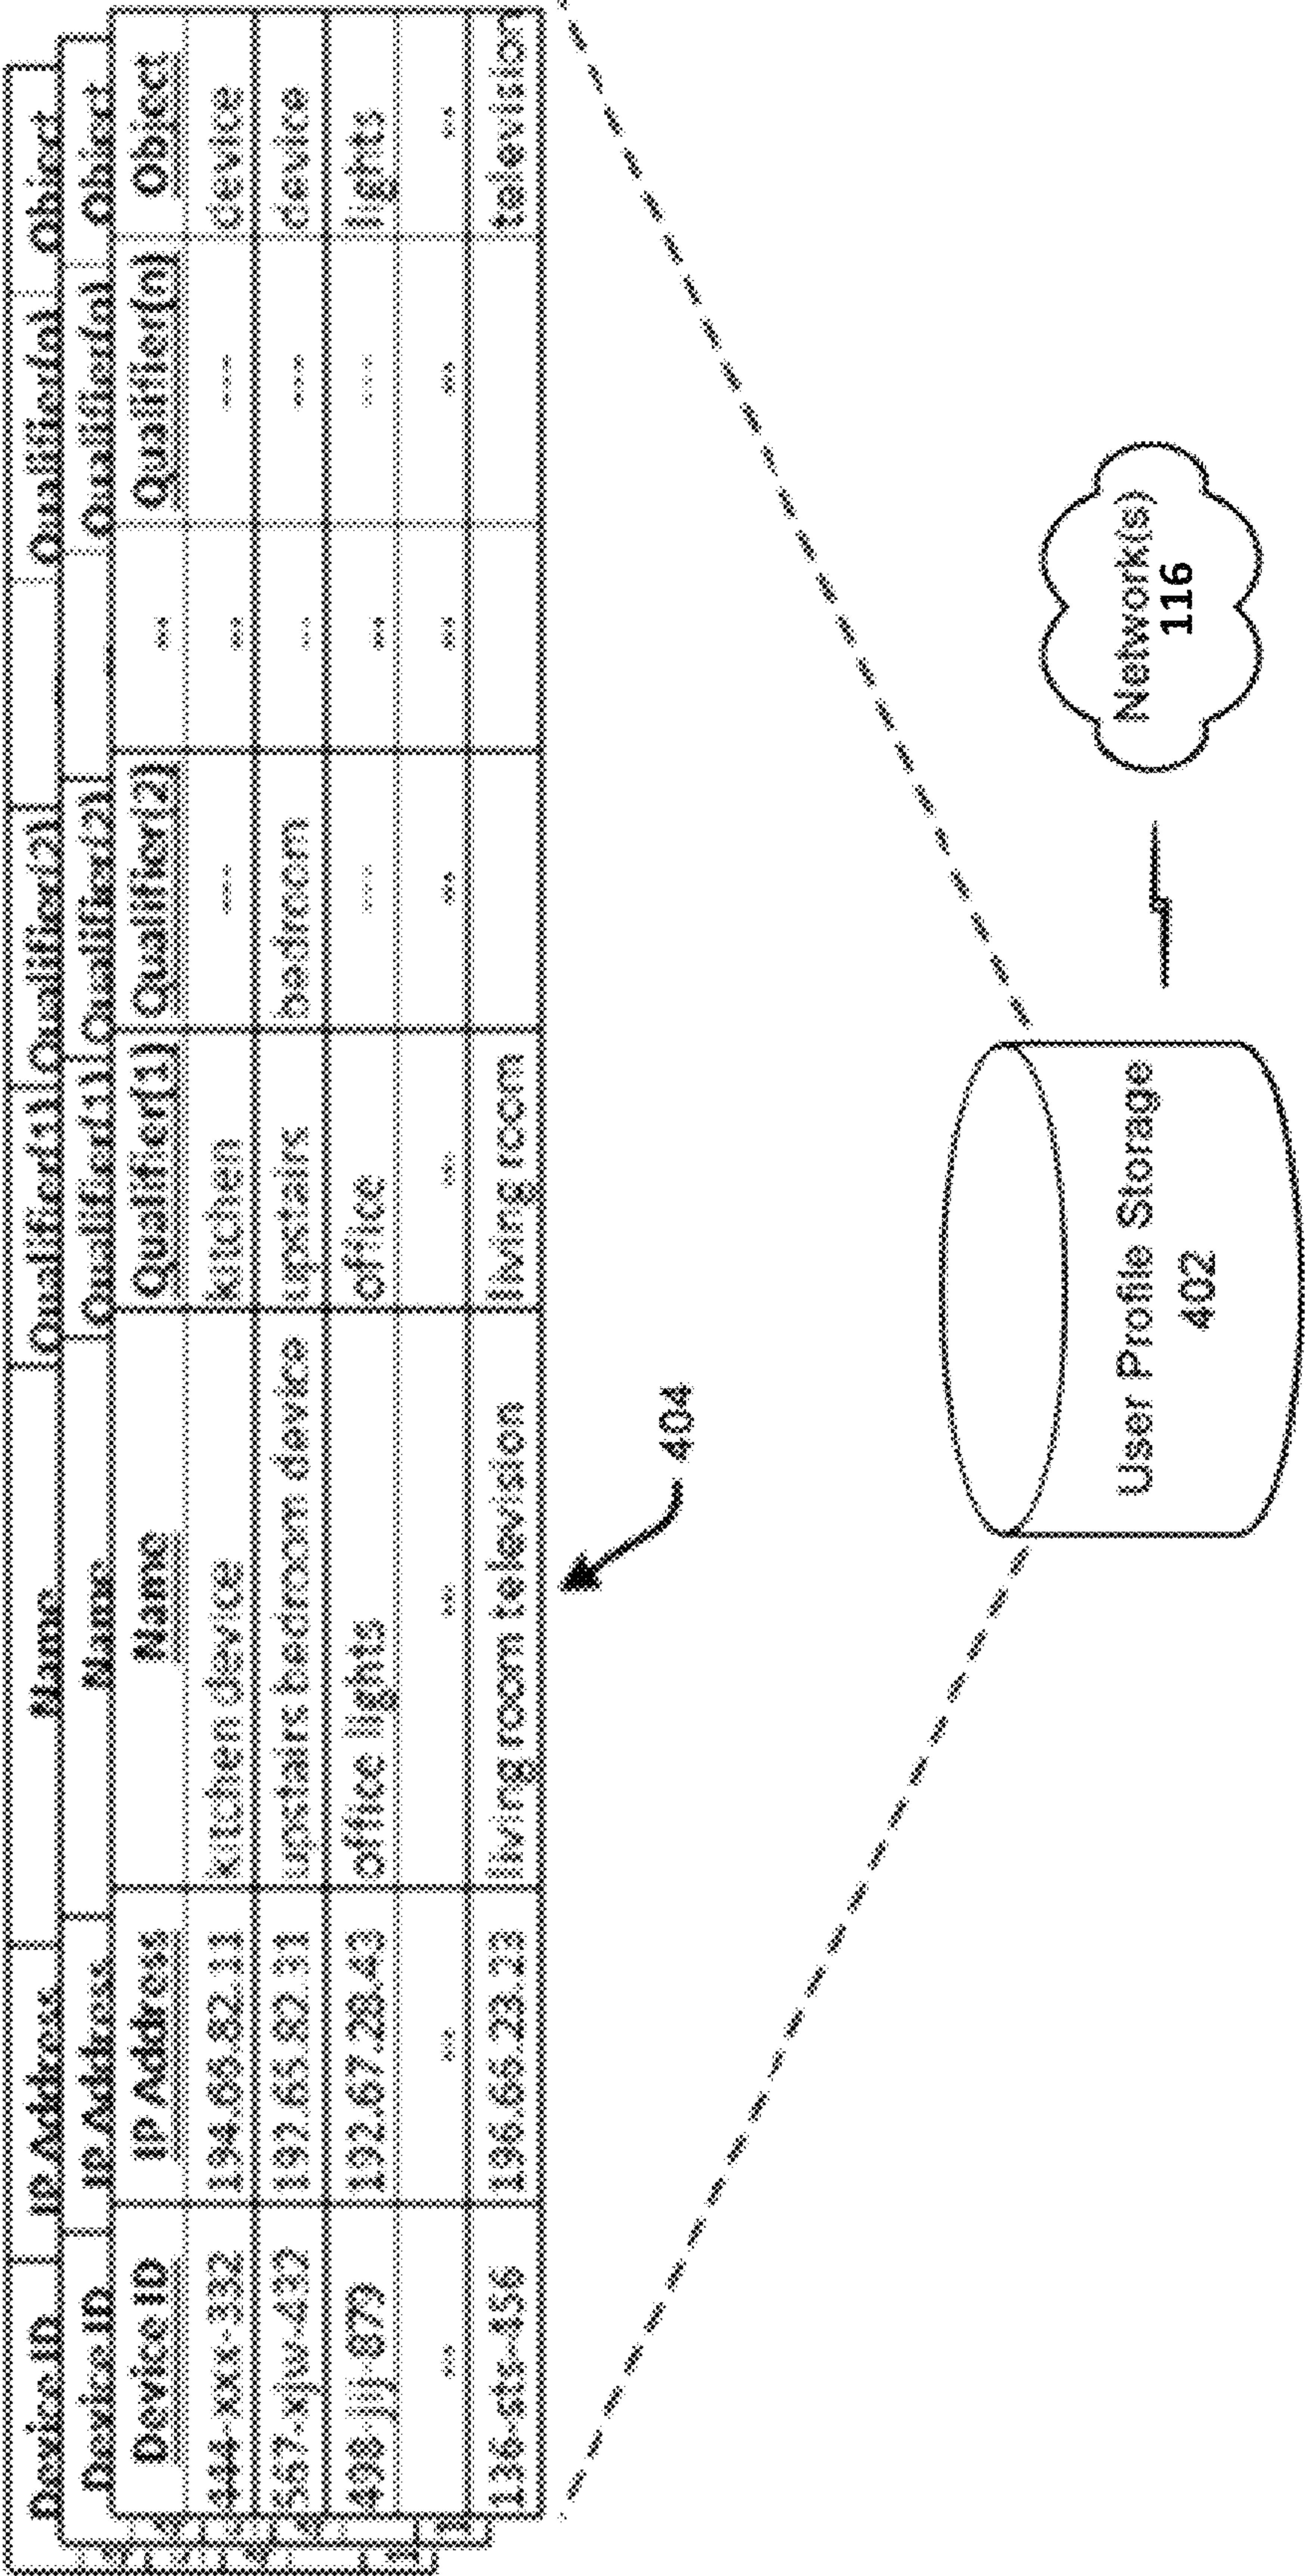 Device ID IP Address Name Qualifier(1) Qualifier(2) Qualifier(n) Object
Device ID IP Address Name Qualifier(1) Qualifier(2) Qualifier(n) Object
Device ID IP Address Name Qualifier(1) Qualifier(2) ... Qualifier(n) Object
444-xxx-332 194.66.82.11 kitchen device kitchen ---- ... ---- device
557-xjw-432 192.65.82.31 upstairs bedroom device upstairs bedroom ... ---- device
498-jjj-879 192.67.28.43 office lights office ---- ... ---- lights
... ... ... ... ... ... ... ...
136-sts-456 196.66.23.23 living room television living room television
404
User Profile Storage
402
Network(s)
116